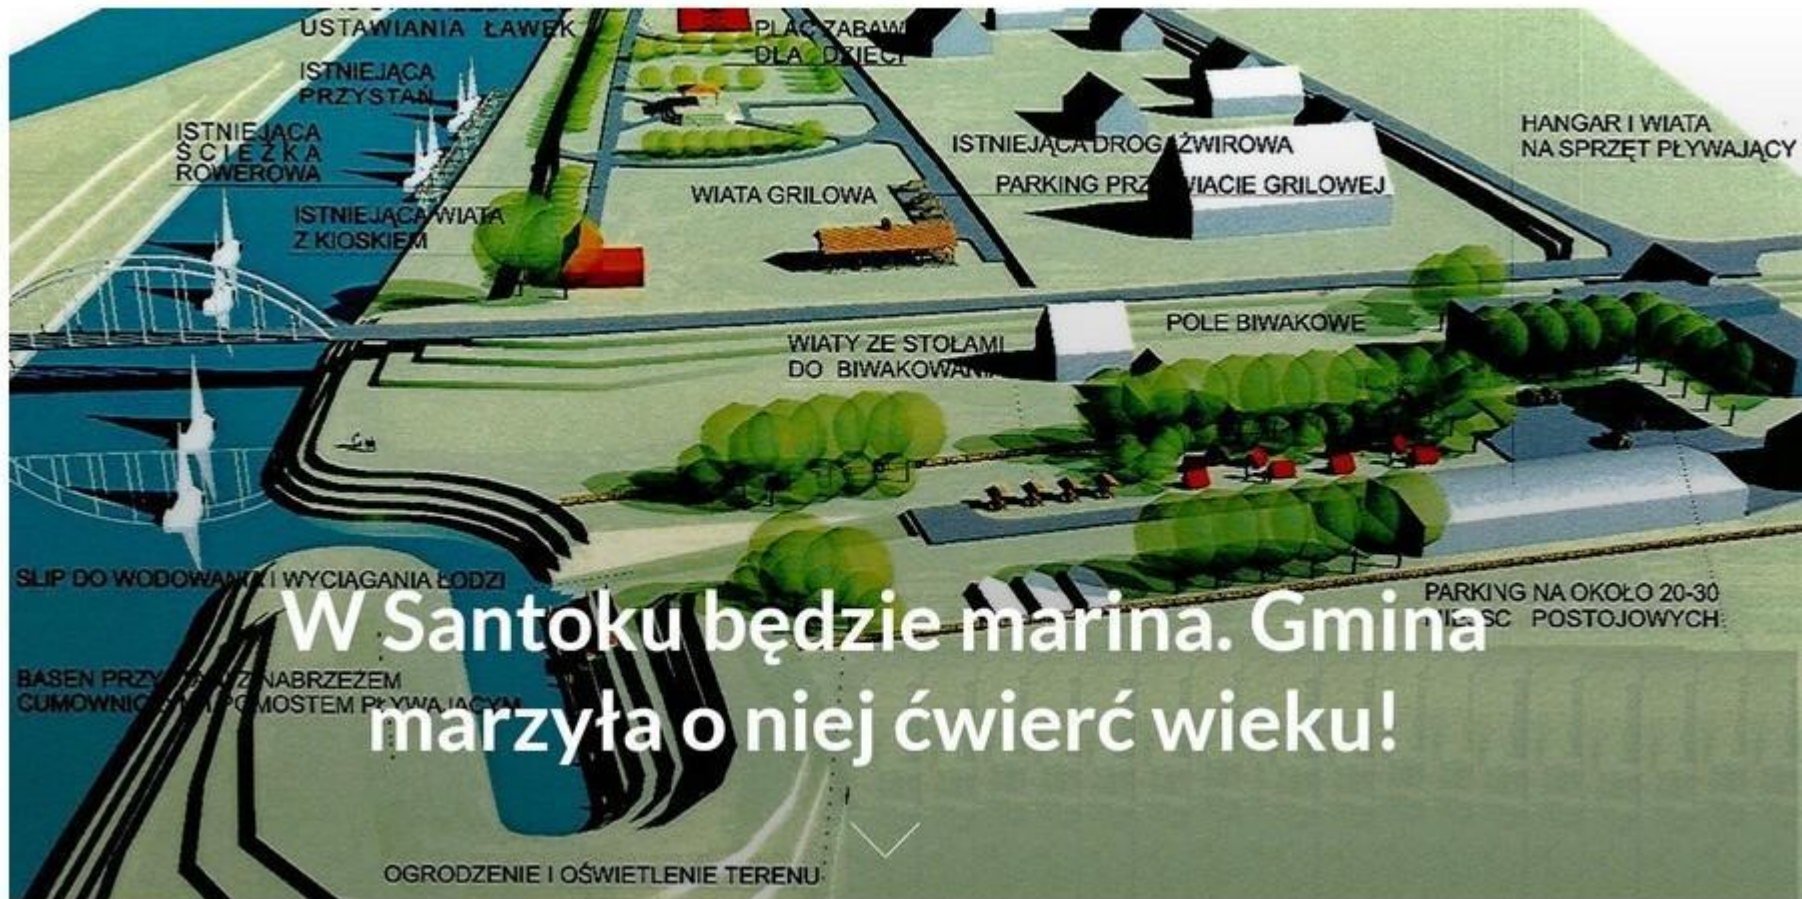 USTAWIANIA ŁAWEK
PLAC ZABAW
DLA DZIECI
ISTNIEJĄCA
PRZYSTAŃ
ISTNIEJĄCA
ŚCIEŻKA
ROWEROWA
ISTNIEJĄCA WIATA
Z KIOSKIEM
WIATA GRILOWA
ISTNIEJĄCA DROGA ŻWIROWA
PARKING PRZY WIACIE GRILOWEJ
HANGAR I WIATA
NA SPRZĘT PŁYWAJĄCY
WIATY ZE STOŁAMI
DO BIWAKOWANIA
POLE BIWAKOWE
SLIP DO WODOWANIA I WYCIĄGANIA ŁODZI
PARKING NA OKOŁO 20-30
MIEJSC POSTOJOWYCH
W Santoku będzie marina. Gmina
marzyła o niej ćwierć wieku!
BASEN Z NABRZEŻEM
POMOSTEM PŁYWAJĄCYM
OGRODZENIE I OŚWIETLENIE TERENU